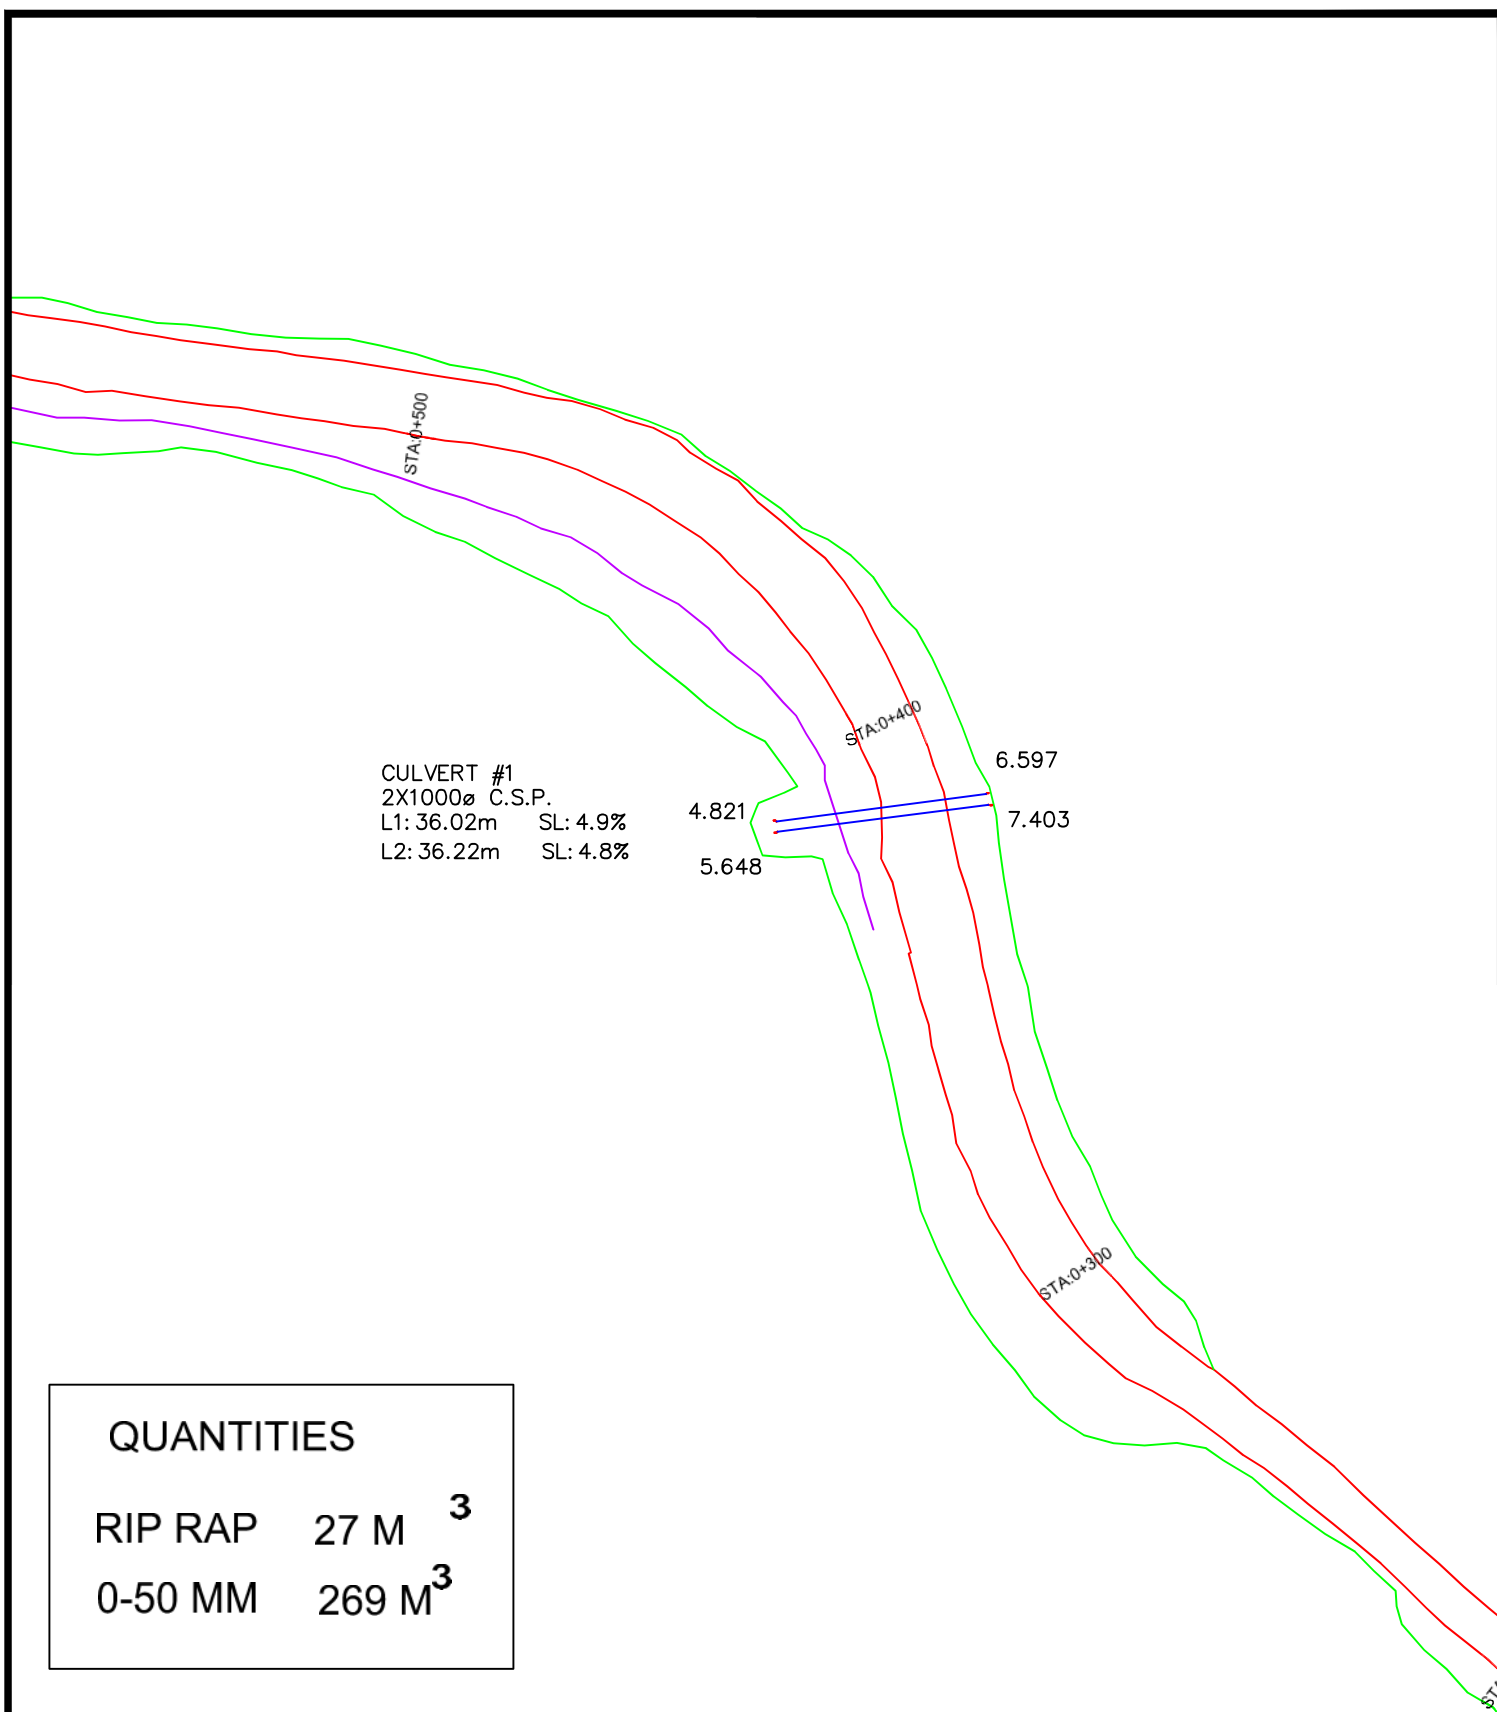 STA:0+500
STA:0+400
6.597
CULVERT #1
2X1000ø C.S.P.
L1: 36.02m SL: 4.9%
L2: 36.22m SL: 4.8%
4.821
7.403
5.648
STA:0+300
QUANTITIES
RIP RAP 27 M 3
0-50 MM 269 M3